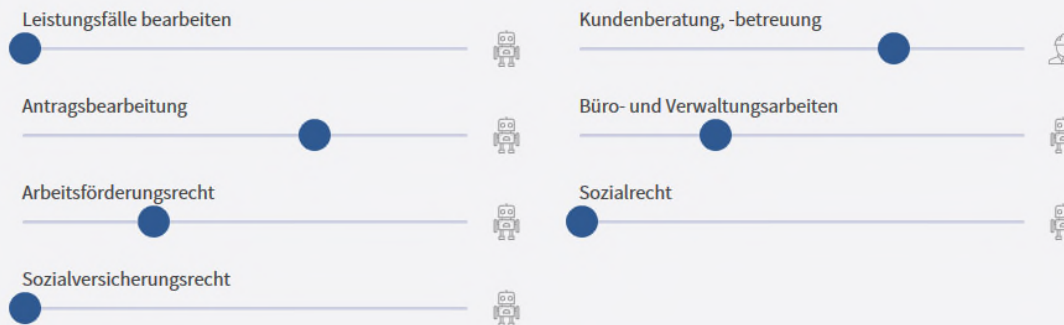 Leistungsfälle bearbeiten
Kundenberatung, -betreuung
Antragsbearbeitung
Büro- und Verwaltungsarbeiten
Arbeitsförderungsrecht
Sozialrecht
Sozialversicherungsrecht